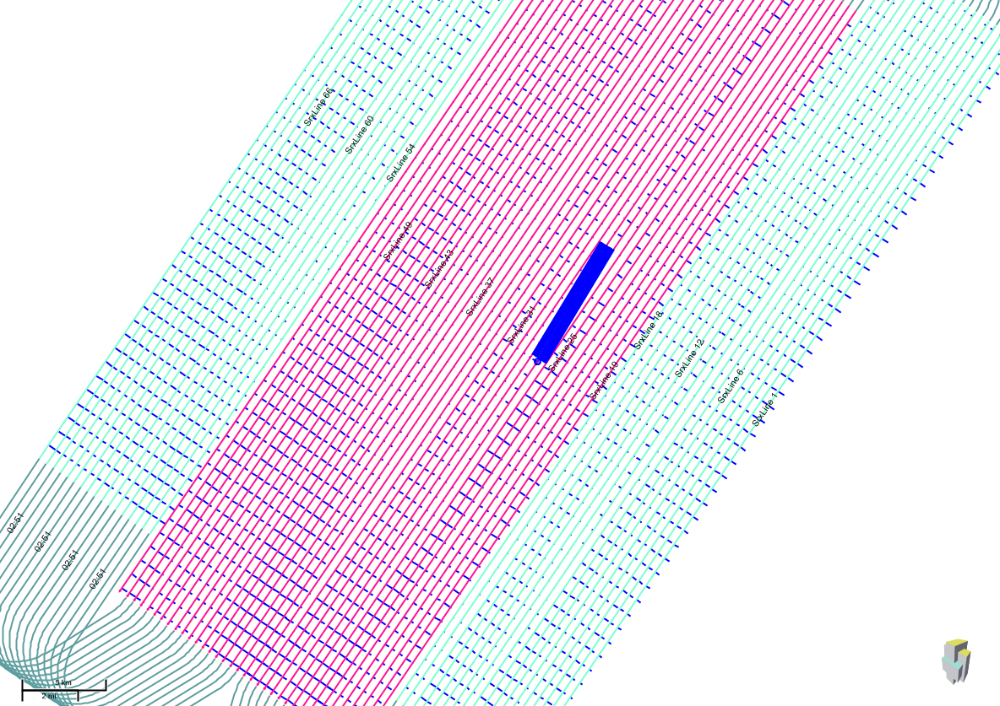 SrxLine 66
SrxLine 60
SrxLine 54
SrxLine 49
SrxLine 43
SrxLine 37
SrxLine 31
SrxLine 25
SrxLine 19
SrxLine 18
SrxLine 12
SrxLine 6
SrxLine 1
02:51
02:51
02:51
02:51
5 km
2 mi